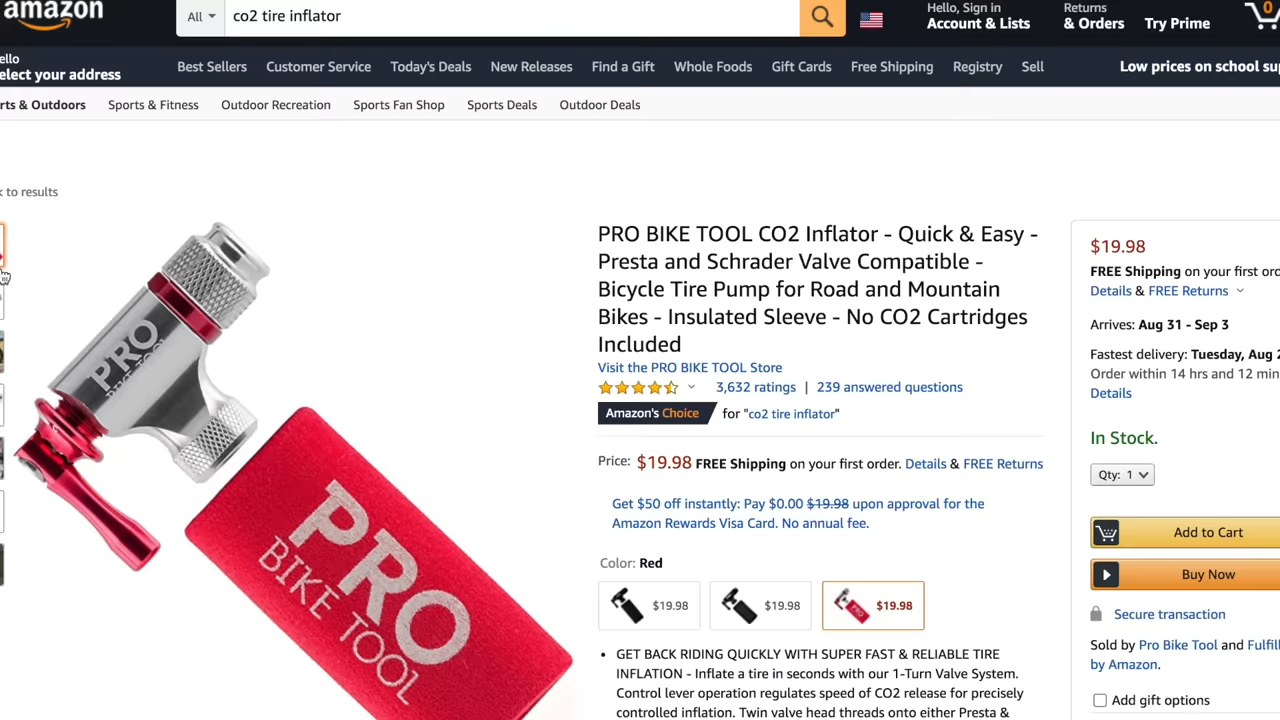 amazon
All
co2 tire inflator
Hello, Sign in
Account & Lists
Returns
& Orders
Try Prime
0
ello
elect your address
Best Sellers
Customer Service
Today's Deals
New Releases
Find a Gift
Whole Foods
Gift Cards
Free Shipping
Registry
Sell
Low prices on school su
rts & Outdoors
Sports & Fitness
Outdoor Recreation
Sports Fan Shop
Sports Deals
Outdoor Deals
k to results
PRO
BIKE TOOL
PRO
BIKE TOOL
PRO BIKE TOOL CO2 Inflator - Quick & Easy -
Presta and Schrader Valve Compatible -
Bicycle Tire Pump for Road and Mountain
Bikes - Insulated Sleeve - No CO2 Cartridges
Included
Visit the PRO BIKE TOOL Store
3,632 ratings | 239 answered questions
Amazon's Choice for "co2 tire inflator"
Price: $19.98 FREE Shipping on your first order. Details & FREE Returns
Get $50 off instantly: Pay $0.00 $19.98 upon approval for the
Amazon Rewards Visa Card. No annual fee.
Color: Red
$19.98
$19.98
PRO
$19.98
• GET BACK RIDING QUICKLY WITH SUPER FAST & RELIABLE TIRE
INFLATION - Inflate a tire in seconds with our 1-Turn Valve System.
Control lever operation regulates speed of CO2 release for precisely
controlled inflation. Twin valve head threads onto either Presta &
$19.98
FREE Shipping on your first orde
Details & FREE Returns
Arrives: Aug 31 - Sep 3
Fastest delivery: Tuesday, Aug 2
Order within 14 hrs and 12 min
Details
In Stock.
Qty: 1
Add to Cart
Buy Now
Secure transaction
Sold by Pro Bike Tool and Fulfill
by Amazon.
Add gift options